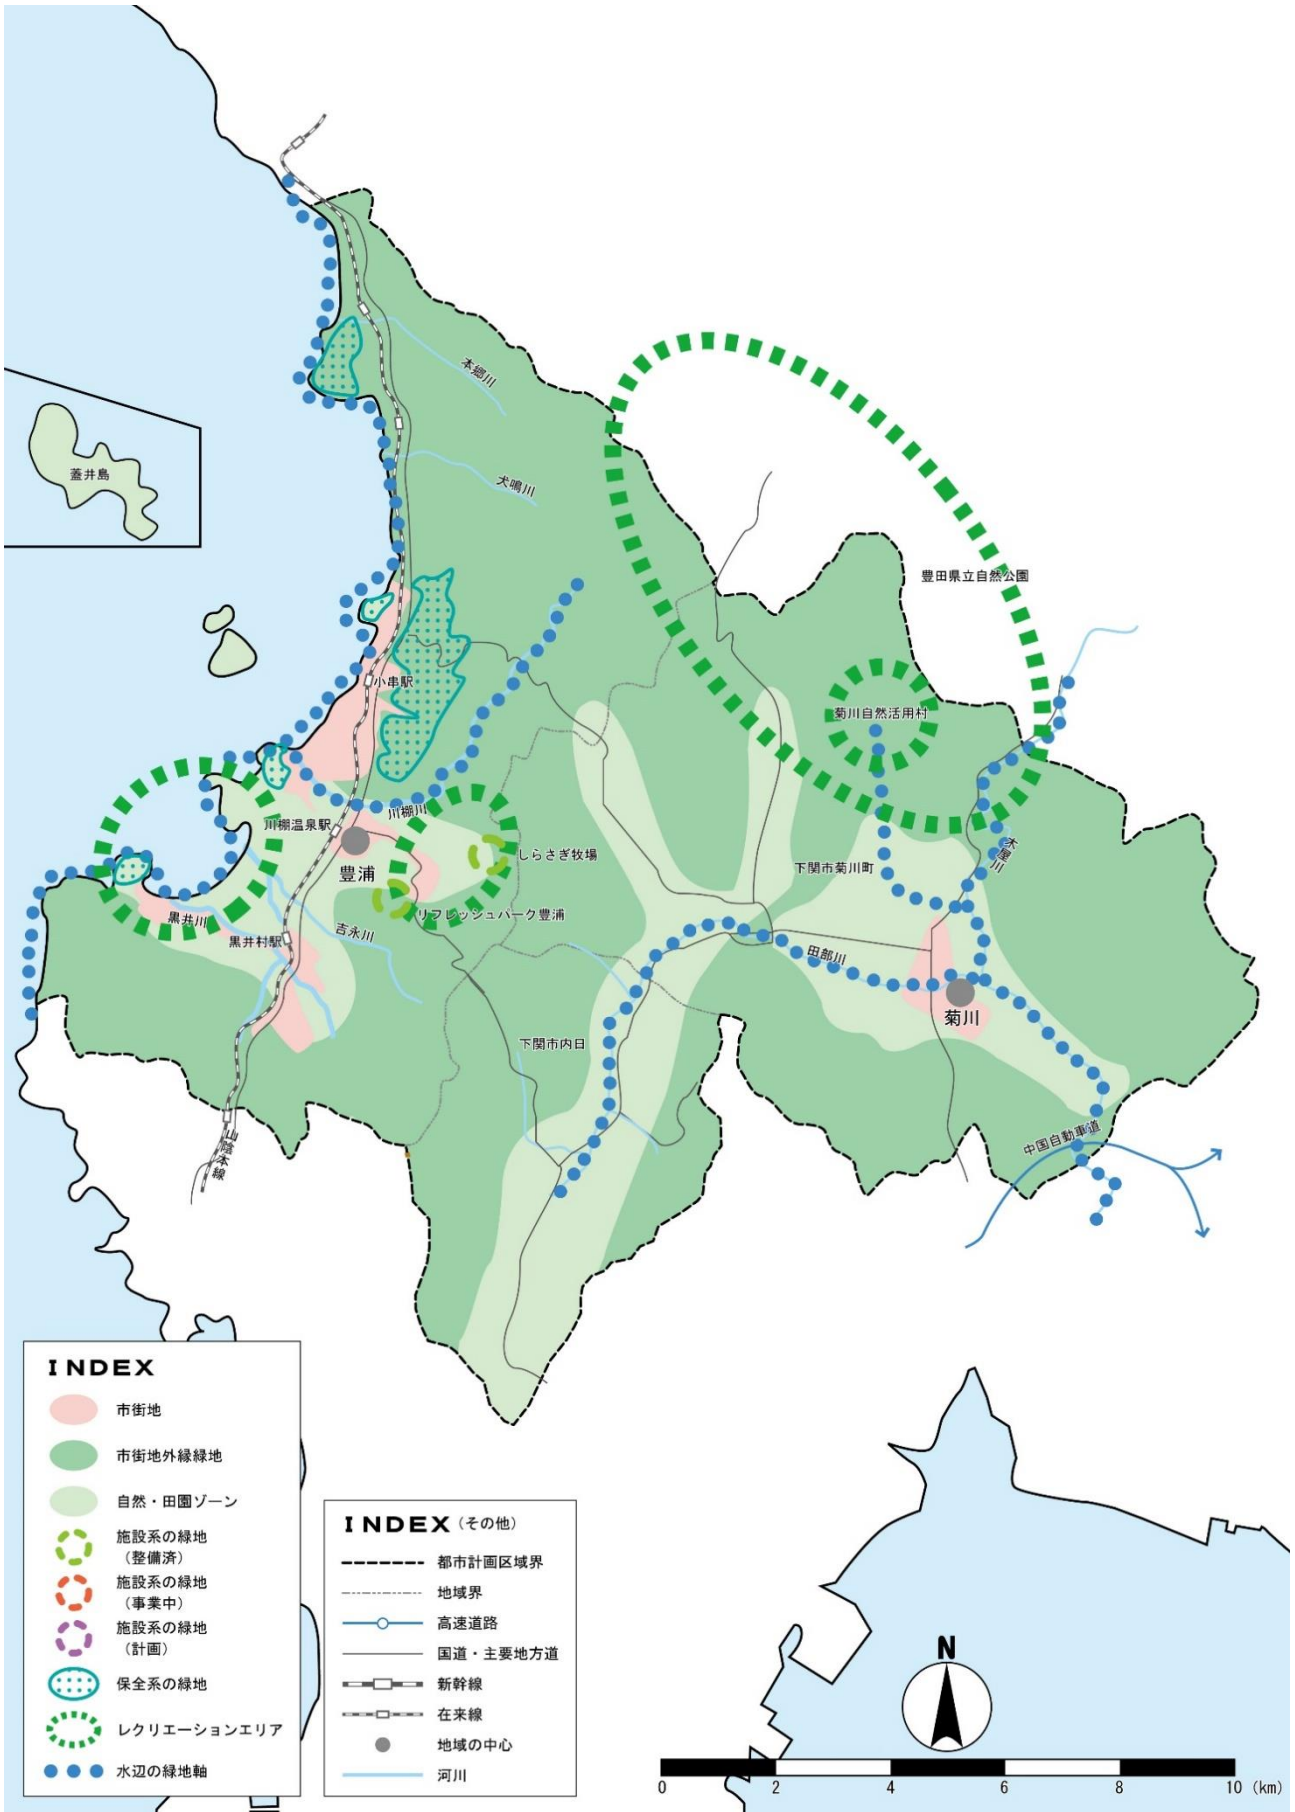 本郷川
犬鳴川
蓋井島
豊田県立自然公園
小串駅
菊川自然活用村
川棚川
川棚温泉駅
木屋川
しらさぎ牧場
下関市菊川町
豊浦
リフレッシュパーク豊浦
黒井川
吉永川
黒井村駅
田部川
菊川
下関市内日
中国自動車道
山陰本線
INDEX
市街地
市街地外縁緑地
自然・田園ゾーン
施設系の緑地
（整備済）
施設系の緑地
（事業中）
施設系の緑地
（計画）
保全系の緑地
レクリエーションエリア
水辺の緑地軸
INDEX（その他）
都市計画区域界
地域界
高速道路
国道・主要地方道
新幹線
在来線
地域の中心
河川
N
0 2 4 6 8 10 (km)